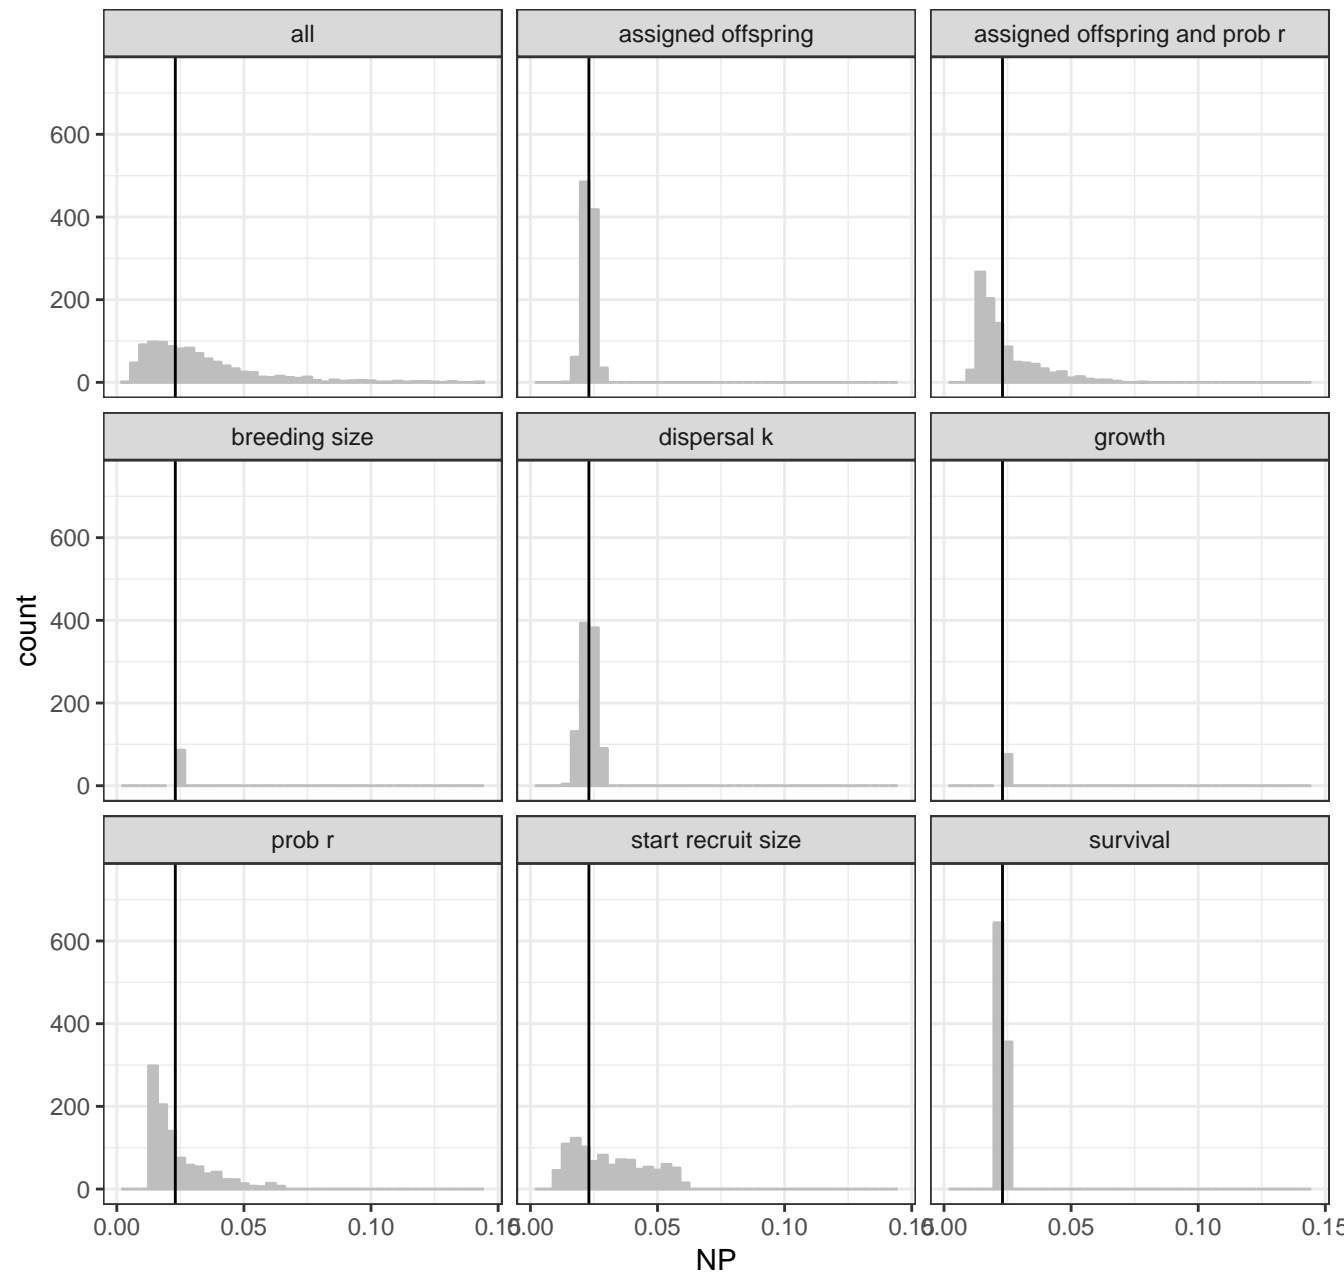 all assigned offspring assigned offspring and prob r
600
400
200
0
breeding size dispersal k growth
600
400
200
0
count
prob r start recruit size survival
600
400
200
0
0.00 0.05 0.10 0.15 0.00 0.05 0.10 0.15 0.00 0.05 0.10 0.15
NP